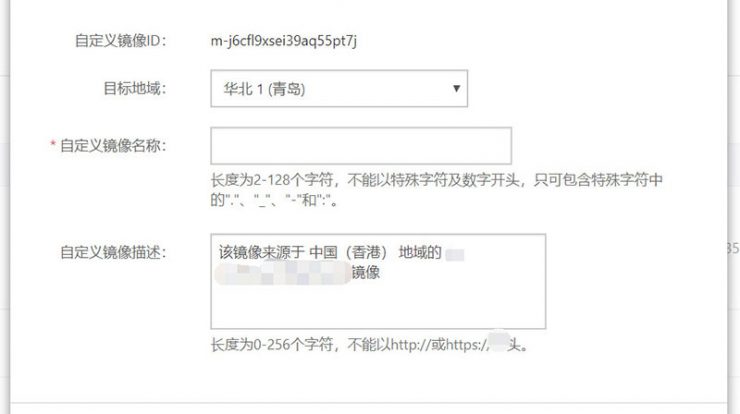 自定义镜像ID： m-j6cfl9xsei39aq55pt7j
目标地域： 华北 1 (青岛)
* 自定义镜像名称：
长度为2-128个字符，不能以特殊字符及数字开头，只可包含特殊字符中
的"."、"_"、"-"和":"。
自定义镜像描述： 该镜像来源于 中国（香港） 地域的
镜像
长度为0-256个字符，不能以http://或https:/头。